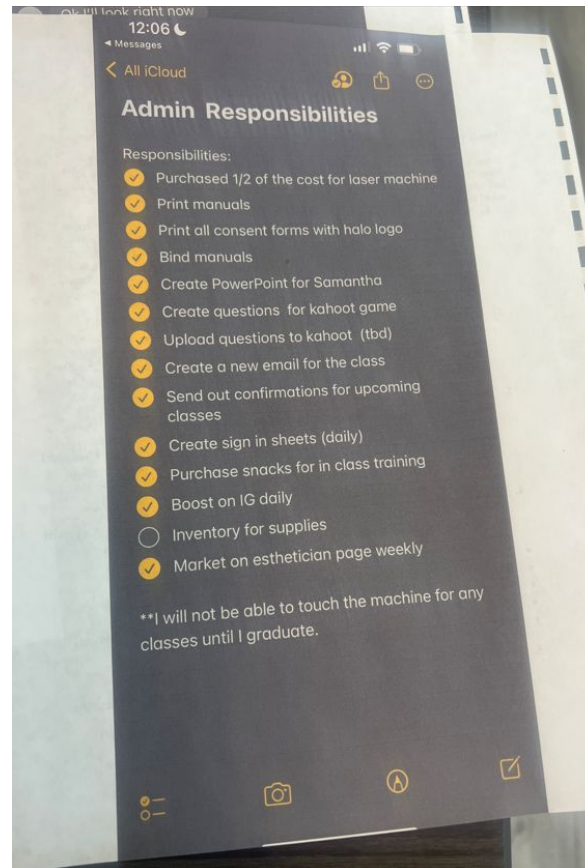 Ok I'll look right now
12:06
Messages
All iCloud
Admin Responsibilities
Responsibilities:
Purchased 1/2 of the cost for laser machine
Print manuals
Print all consent forms with halo logo
Bind manuals
Create PowerPoint for Samantha
Create questions for kahoot game
Upload questions to kahoot (tbd)
Create a new email for the class
Send out confirmations for upcoming
classes
Create sign in sheets (daily)
Purchase snacks for in class training
Boost on IG daily
Inventory for supplies
Market on esthetician page weekly
**I will not be able to touch the machine for any
classes until I graduate.